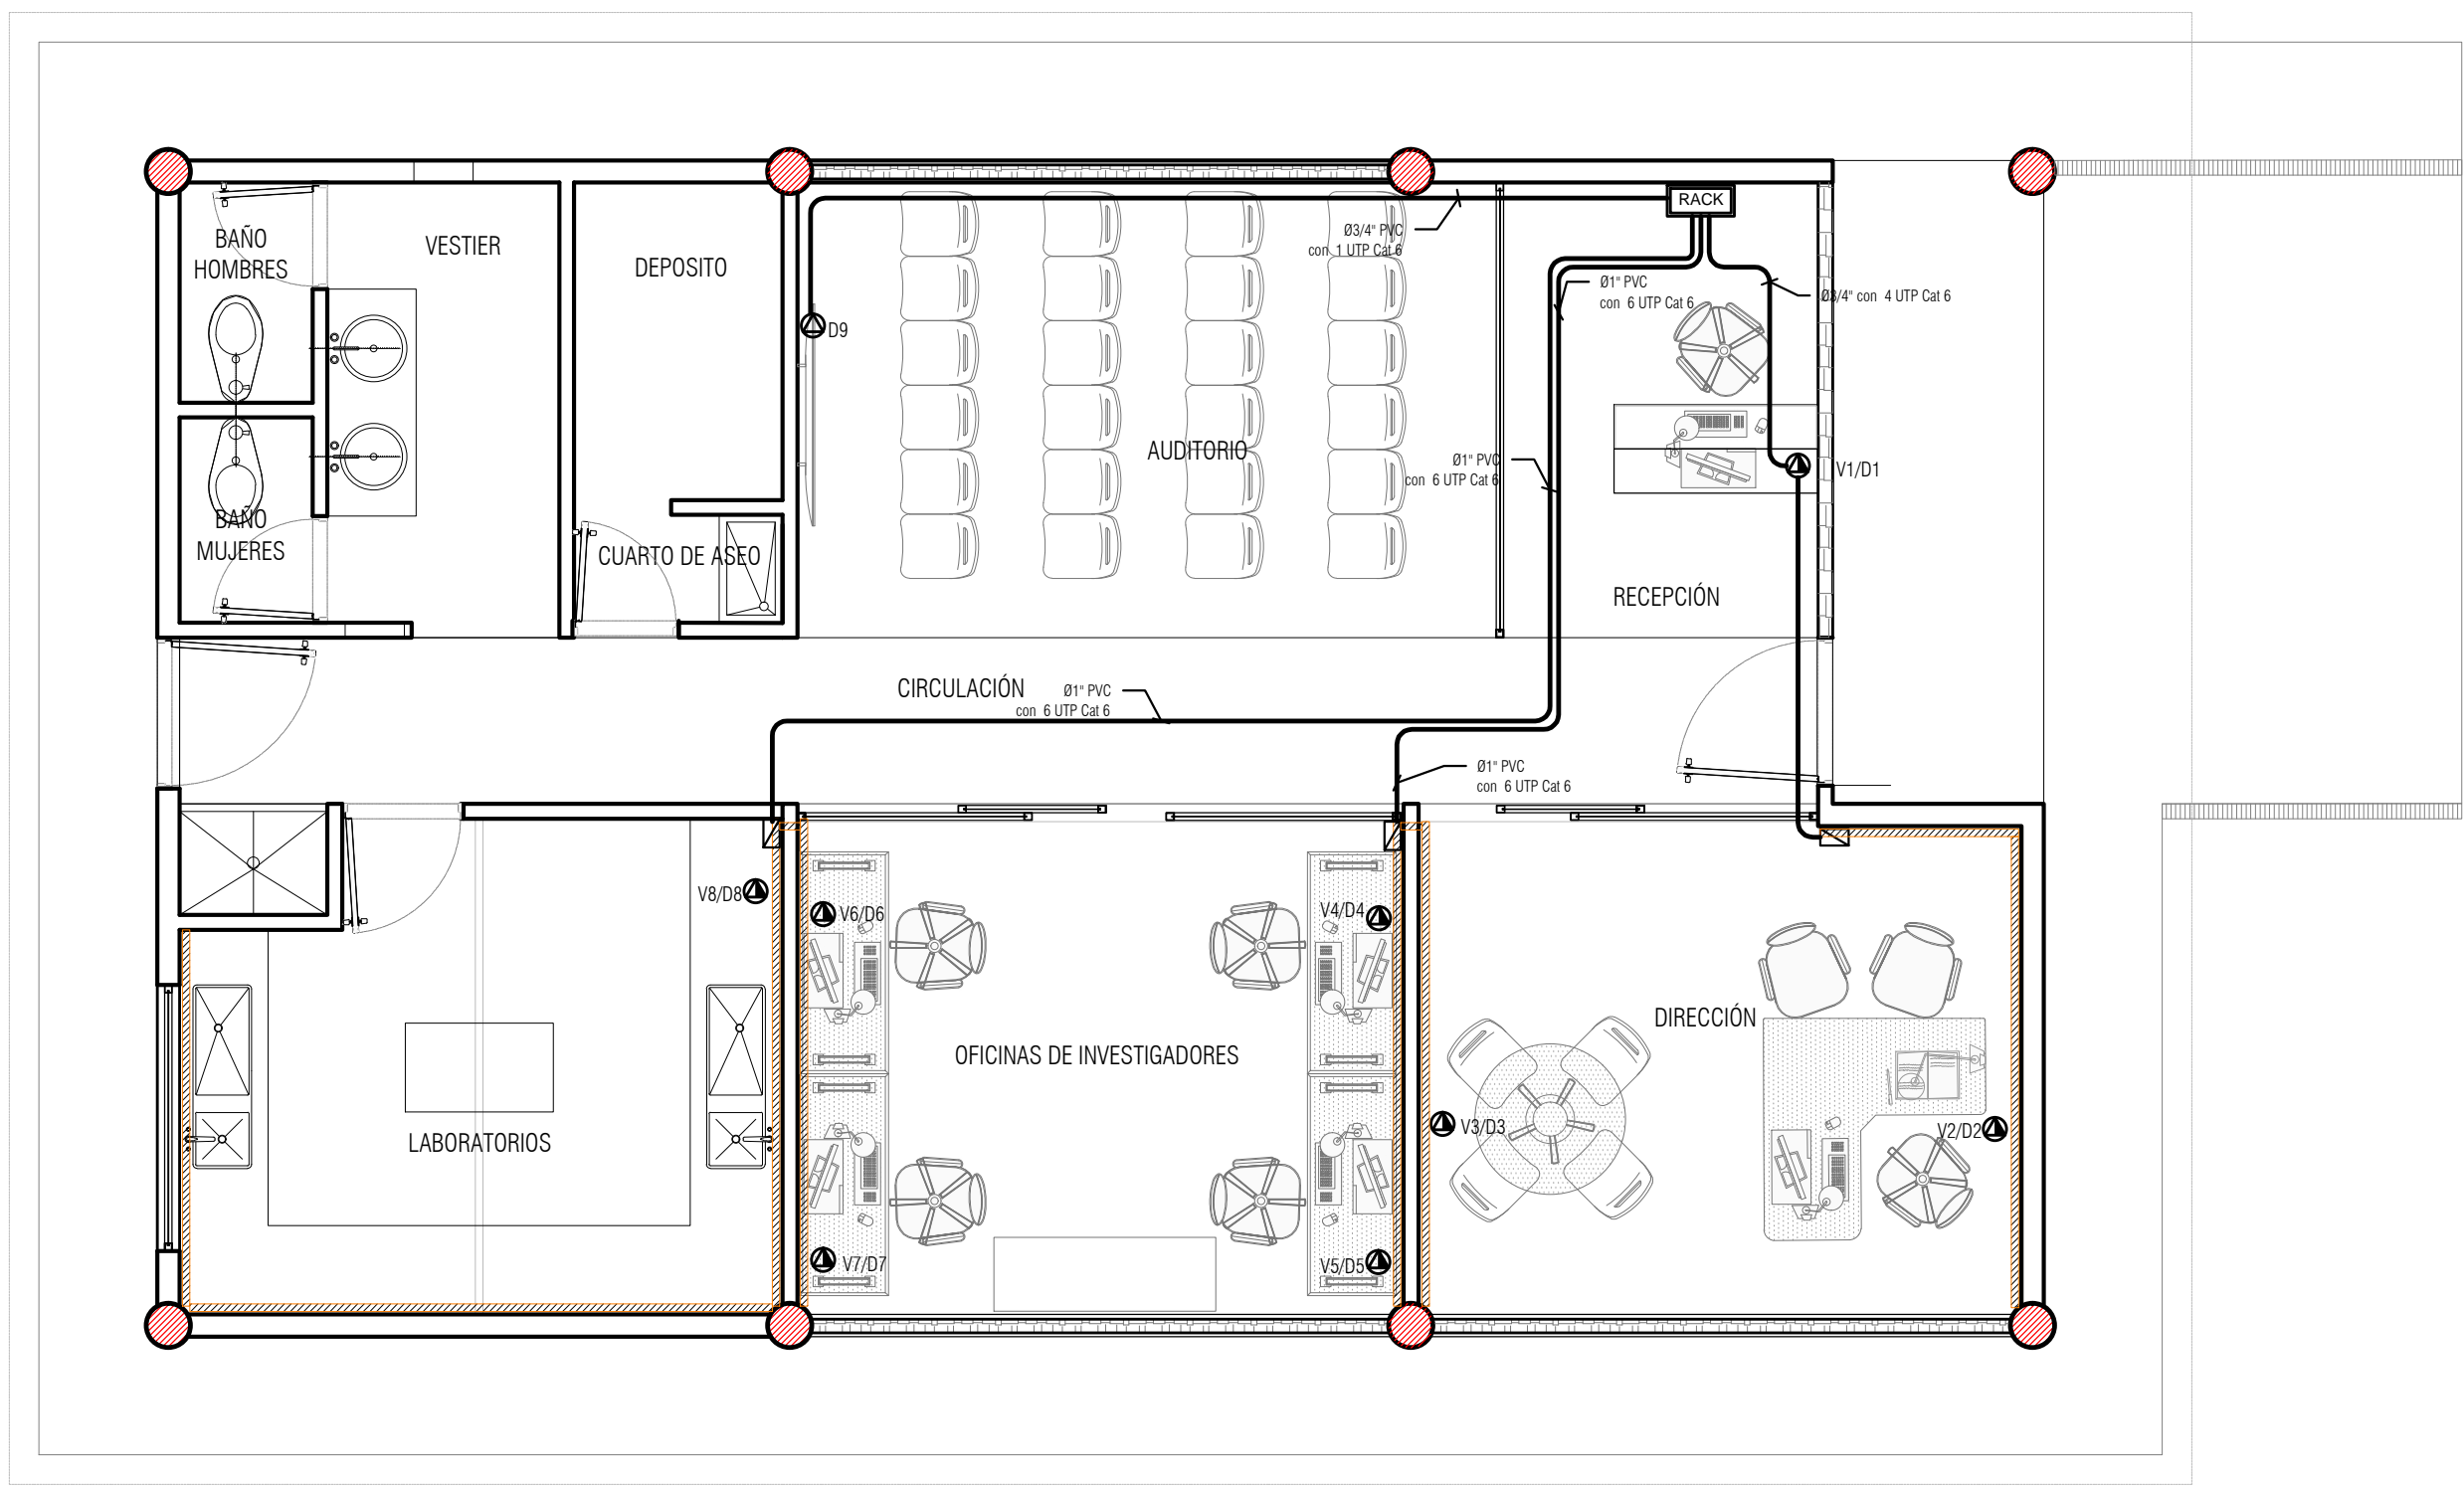 RACK
BAÑO
HOMBRES
VESTIER
DEPOSITO
Ø3/4" PVC
con 1 UTP Cat 6
Ø1" PVC
con 6 UTP Cat 6
Ø3/4" con 4 UTP Cat 6
D9
AUDITORIO
Ø1" PVC
con 6 UTP Cat 6
V1/D1
BAÑO
MUJERES
CUARTO DE ASEO
RECEPCIÓN
CIRCULACIÓN
Ø1" PVC
con 6 UTP Cat 6
Ø1" PVC
con 6 UTP Cat 6
V8/D8
V6/D6
V4/D4
DIRECCIÓN
OFICINAS DE INVESTIGADORES
V3/D3
V2/D2
LABORATORIOS
V7/D7
V5/D5